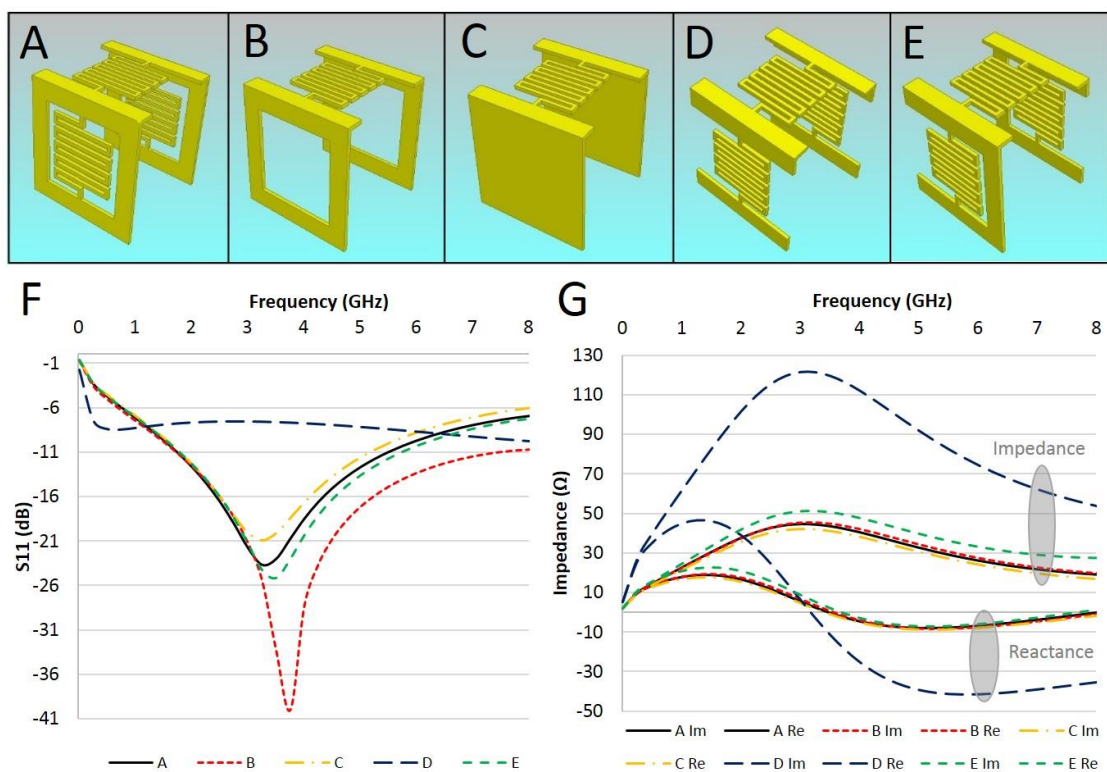 A
B
C
D
E
F
Frequency (GHz)
0 1 2 3 4 5 6 7 8
-1
-6
-11
-16
-21
-26
-31
-36
-41
S11 (dB)
A B C D E
G
Frequency (GHz)
0 1 2 3 4 5 6 7 8
130
110
90
70
50
30
10
-10
-30
-50
Impedance (Ω)
Impedance
Reactance
A Im A Re B Im B Re C Im
C Re D Im D Re E Im E Re